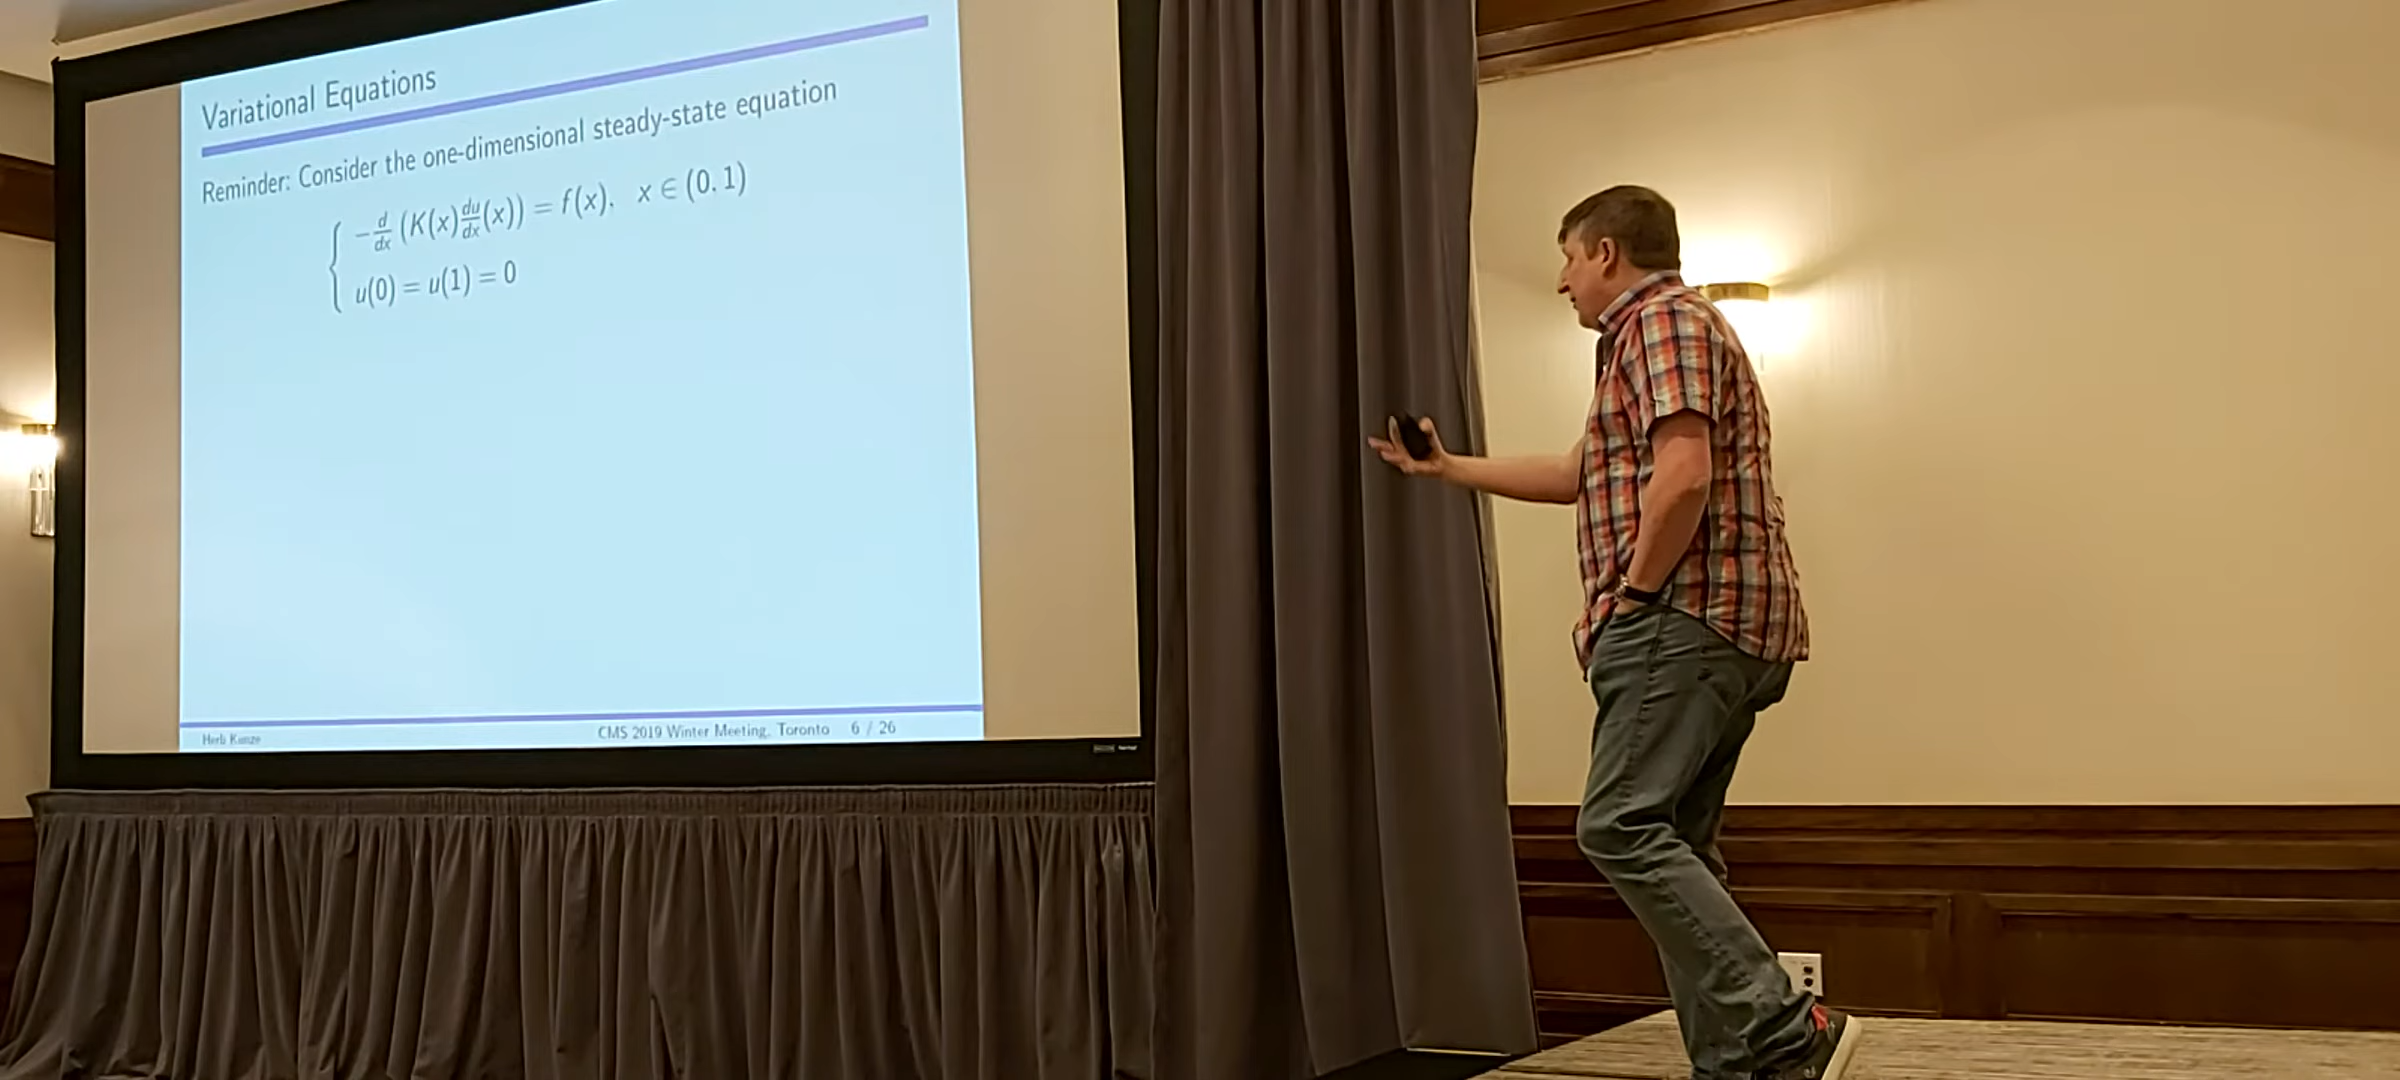 Variational Equations
Reminder: Consider the one-dimensional steady-state equation
−d/dx (K(x)du/dx(x)) = f(x), x ∈ (0,1)
u(0) = u(1) = 0
Herb Kunze CMS 2019 Winter Meeting, Toronto 6 / 26